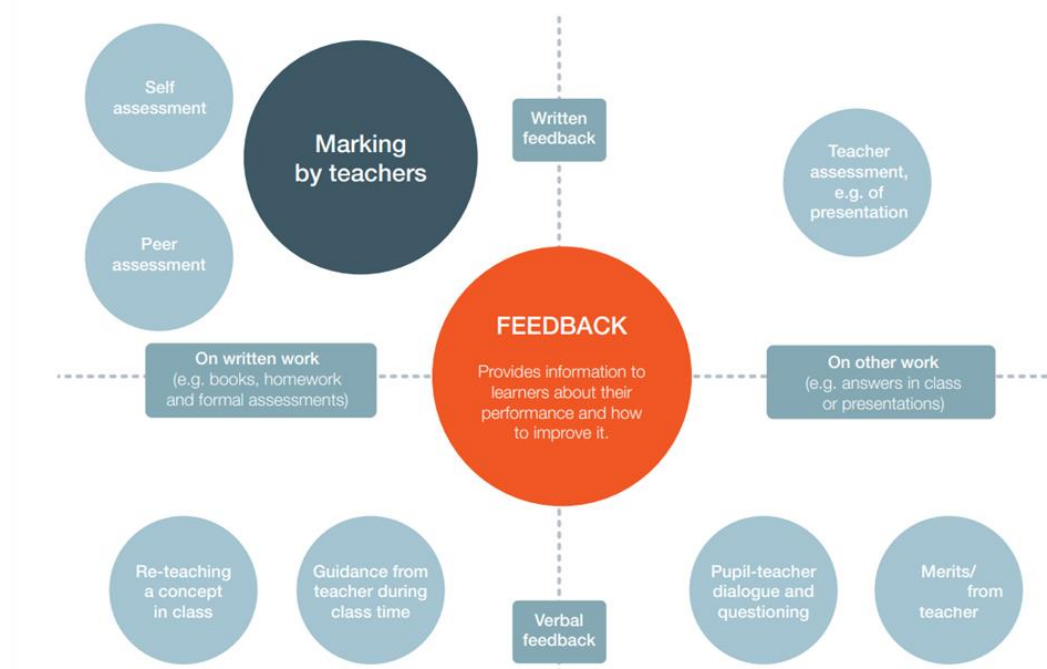 Self
assessment
Marking
by teachers
Written
feedback
Teacher
assessment,
e.g. of
presentation
Peer
assessment
FEEDBACK
Provides information to
learners about their
performance and how
to improve it.
On written work
(e.g. books, homework
and formal assessments)
On other work
(e.g. answers in class
or presentations)
Re-teaching
a concept
in class
Guidance from
teacher during
class time
Verbal
feedback
Pupil-teacher
dialogue and
questioning
Merits/
from
teacher